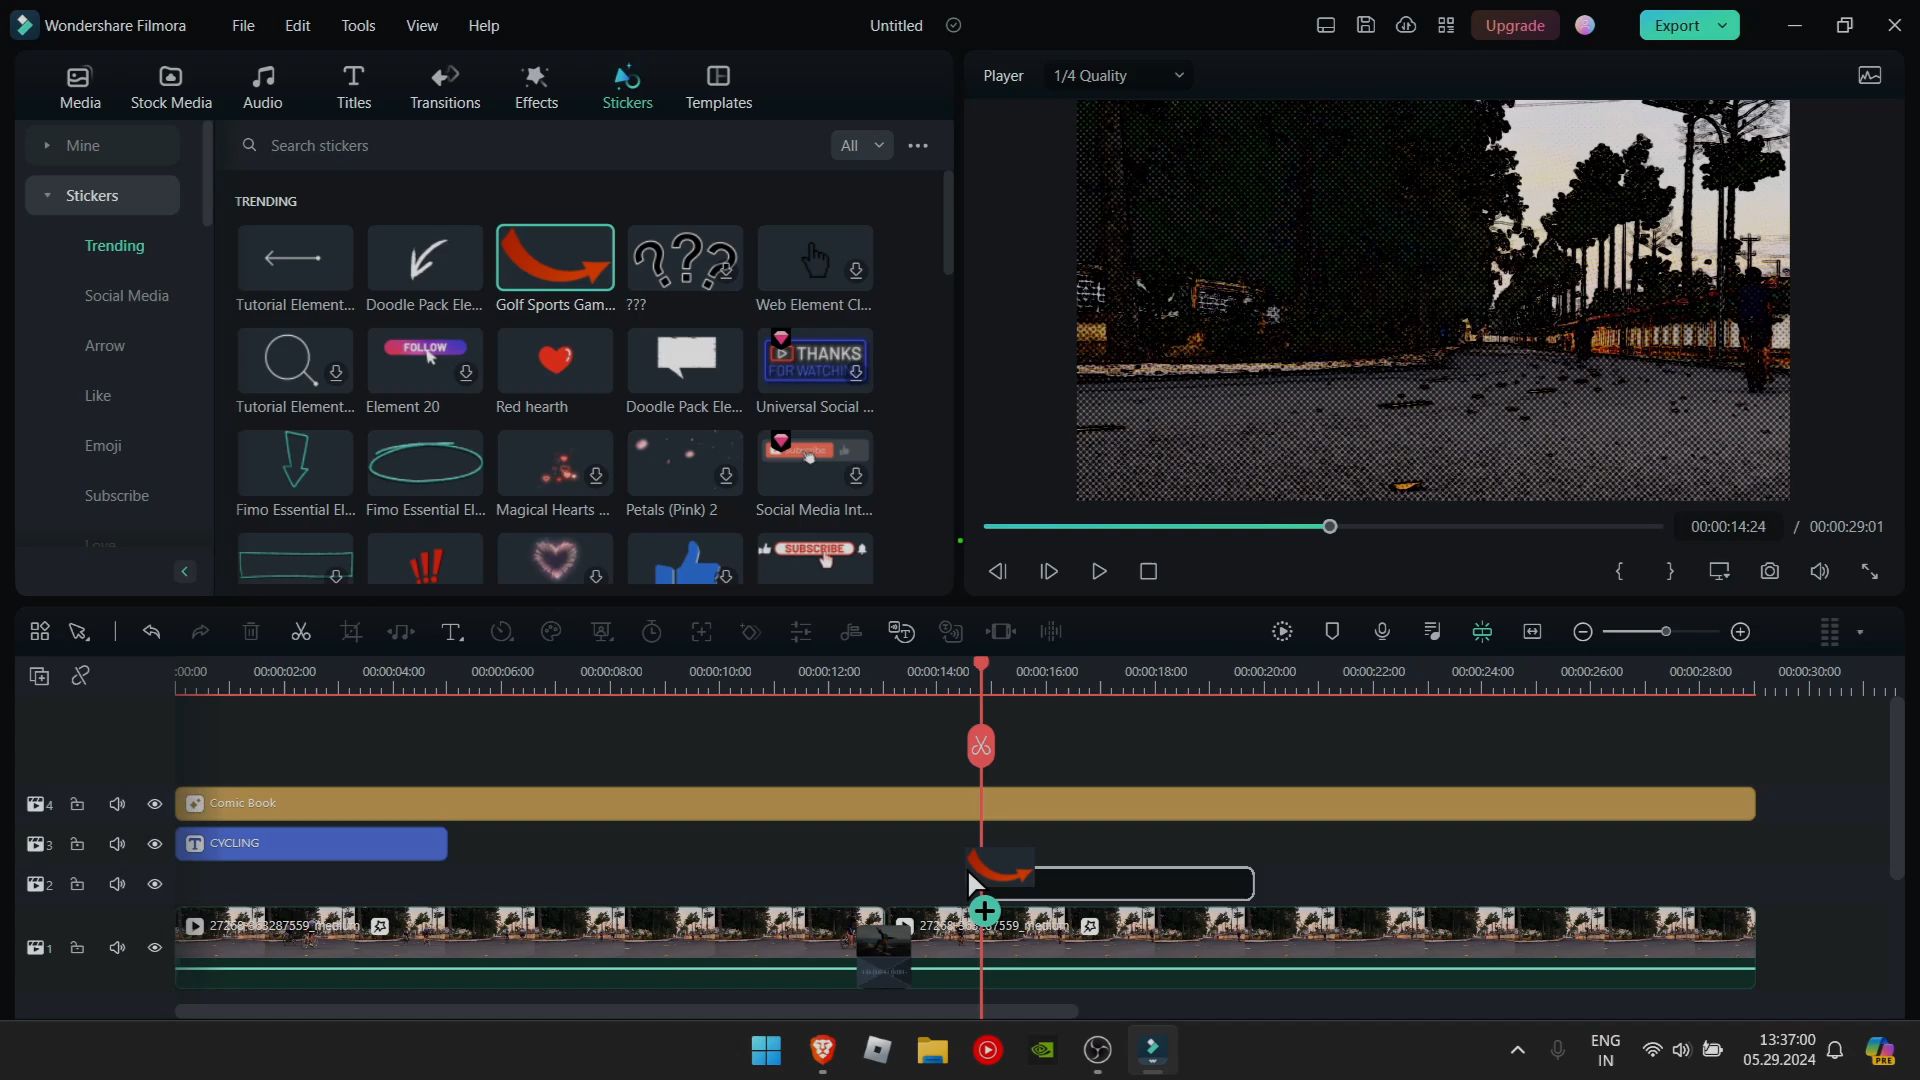 Wondershare Filmora File Edit Tools View Help Untitled Upgrade Export
Media Stock Media Audio Titles Transitions Effects Stickers Templates
Player 1/4 Quality
Mine
Search stickers All
Stickers
TRENDING
Trending
Social Media
Arrow
Like
Emoji
Subscribe
Love
Tutorial Element... Doodle Pack Ele... Golf Sports Gam... ??? Web Element Cl...
FOLLOW
THANKS
FOR WATCHING
Tutorial Element... Element 20 Red hearth Doodle Pack Ele... Universal Social ...
Subscribe
Fimo Essential El... Fimo Essential El... Magical Hearts ... Petals (Pink) 2 Social Media Int...
SUBSCRIBE
00:00:14:24 / 00:00:29:01
:00:00 00:00:02:00 00:00:04:00 00:00:06:00 00:00:08:00 00:00:10:00 00:00:12:00 00:00:14:00 00:00:16:00 00:00:18:00 00:00:20:00 00:00:22:00 00:00:24:00 00:00:26:00 00:00:28:00 00:00:30:00
4 Comic Book
3 CYCLING
2
1
ENG
IN
13:37:00
05.29.2024
PRE